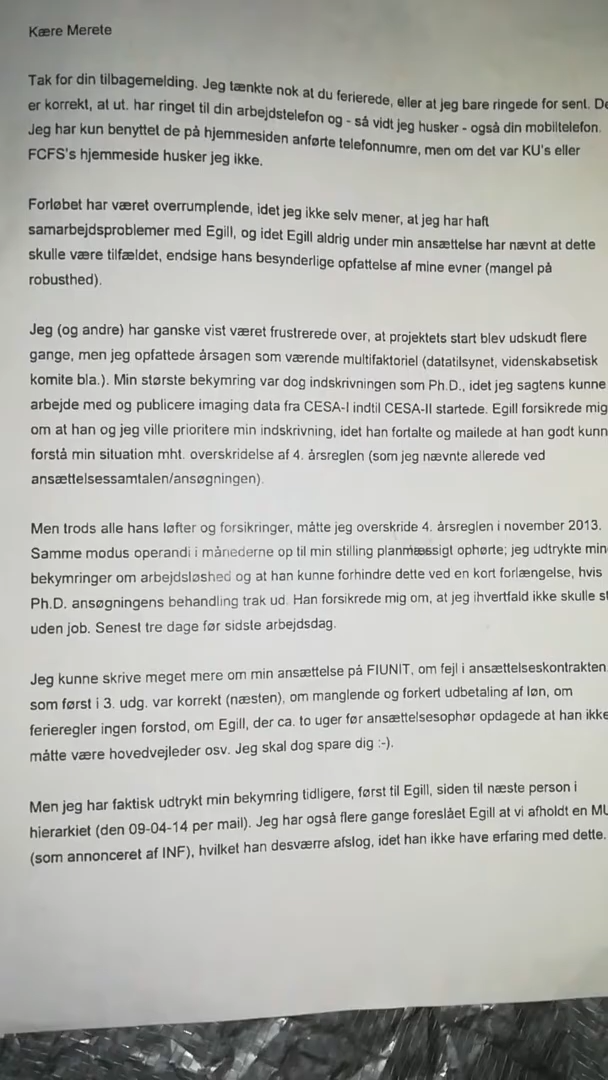 Kære Merete
Tak for din tilbagemelding. Jeg tænkte nok at du ferierede, eller at jeg bare ringede for sent. De
er korrekt, at ut. har ringet til din arbejdstelefon og - så vidt jeg husker - også din mobiltelefon.
Jeg har kun benyttet de på hjemmesiden anførte telefonnumre, men om det var KU's eller
FCFS's hjemmeside husker jeg ikke.
Forløbet har været overrumplende, idet jeg ikke selv mener, at jeg har haft
samarbejdsproblemer med Egill, og idet Egill aldrig under min ansættelse har nævnt at dette
skulle være tilfældet, endsige hans besynderlige opfattelse af mine evner (mangel på
robusthed).
Jeg (og andre) har ganske vist været frustrerede over, at projektets start blev udskudt flere
gange, men jeg opfattede årsagen som værende multifaktoriel (datatilsynet, videnskabsetisk
komite bla.). Min største bekymring var dog indskrivningen som Ph.D., idet jeg sagtens kunne
arbejde med og publicere imaging data fra CESA-I indtil CESA-II startede. Egill forsikrede mig
om at han og jeg ville prioritere min indskrivning, idet han fortalte og mailede at han godt kunn
forstå min situation mht. overskridelse af 4. årsreglen (som jeg nævnte allerede ved
ansættelsessamtalen/ansøgningen).
Men trods alle hans løfter og forsikringer, måtte jeg overskride 4. årsreglen i november 2013.
Samme modus operandi i månederne op til min stilling planmæssigt ophørte; jeg udtrykte min
bekymringer om arbejdsløshed og at han kunne forhindre dette ved en kort forlængelse, hvis
Ph.D. ansøgningens behandling trak ud. Han forsikrede mig om, at jeg ihvertfald ikke skulle st
uden job. Senest tre dage før sidste arbejdsdag.
Jeg kunne skrive meget mere om min ansættelse på FIUNIT, om fejl i ansættelseskontrakten
som først i 3. udg. var korrekt (næsten), om manglende og forkert udbetaling af løn, om
ferieregler ingen forstod, om Egill, der ca. to uger før ansættelsesophør opdagede at han ikke
måtte være hovedvejleder osv. Jeg skal dog spare dig :-).
Men jeg har faktisk udtrykt min bekymring tidligere, først til Egill, siden til næste person i
hierarkiet (den 09-04-14 per mail). Jeg har også flere gange foreslået Egill at vi afholdt en MU
(som annonceret af INF), hvilket han desværre afslog, idet han ikke have erfaring med dette.